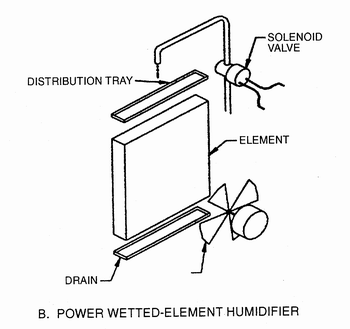 SOLENOID
VALVE
DISTRIBUTION TRAY
ELEMENT
DRAIN
B. POWER WETTED-ELEMENT HUMIDIFIER